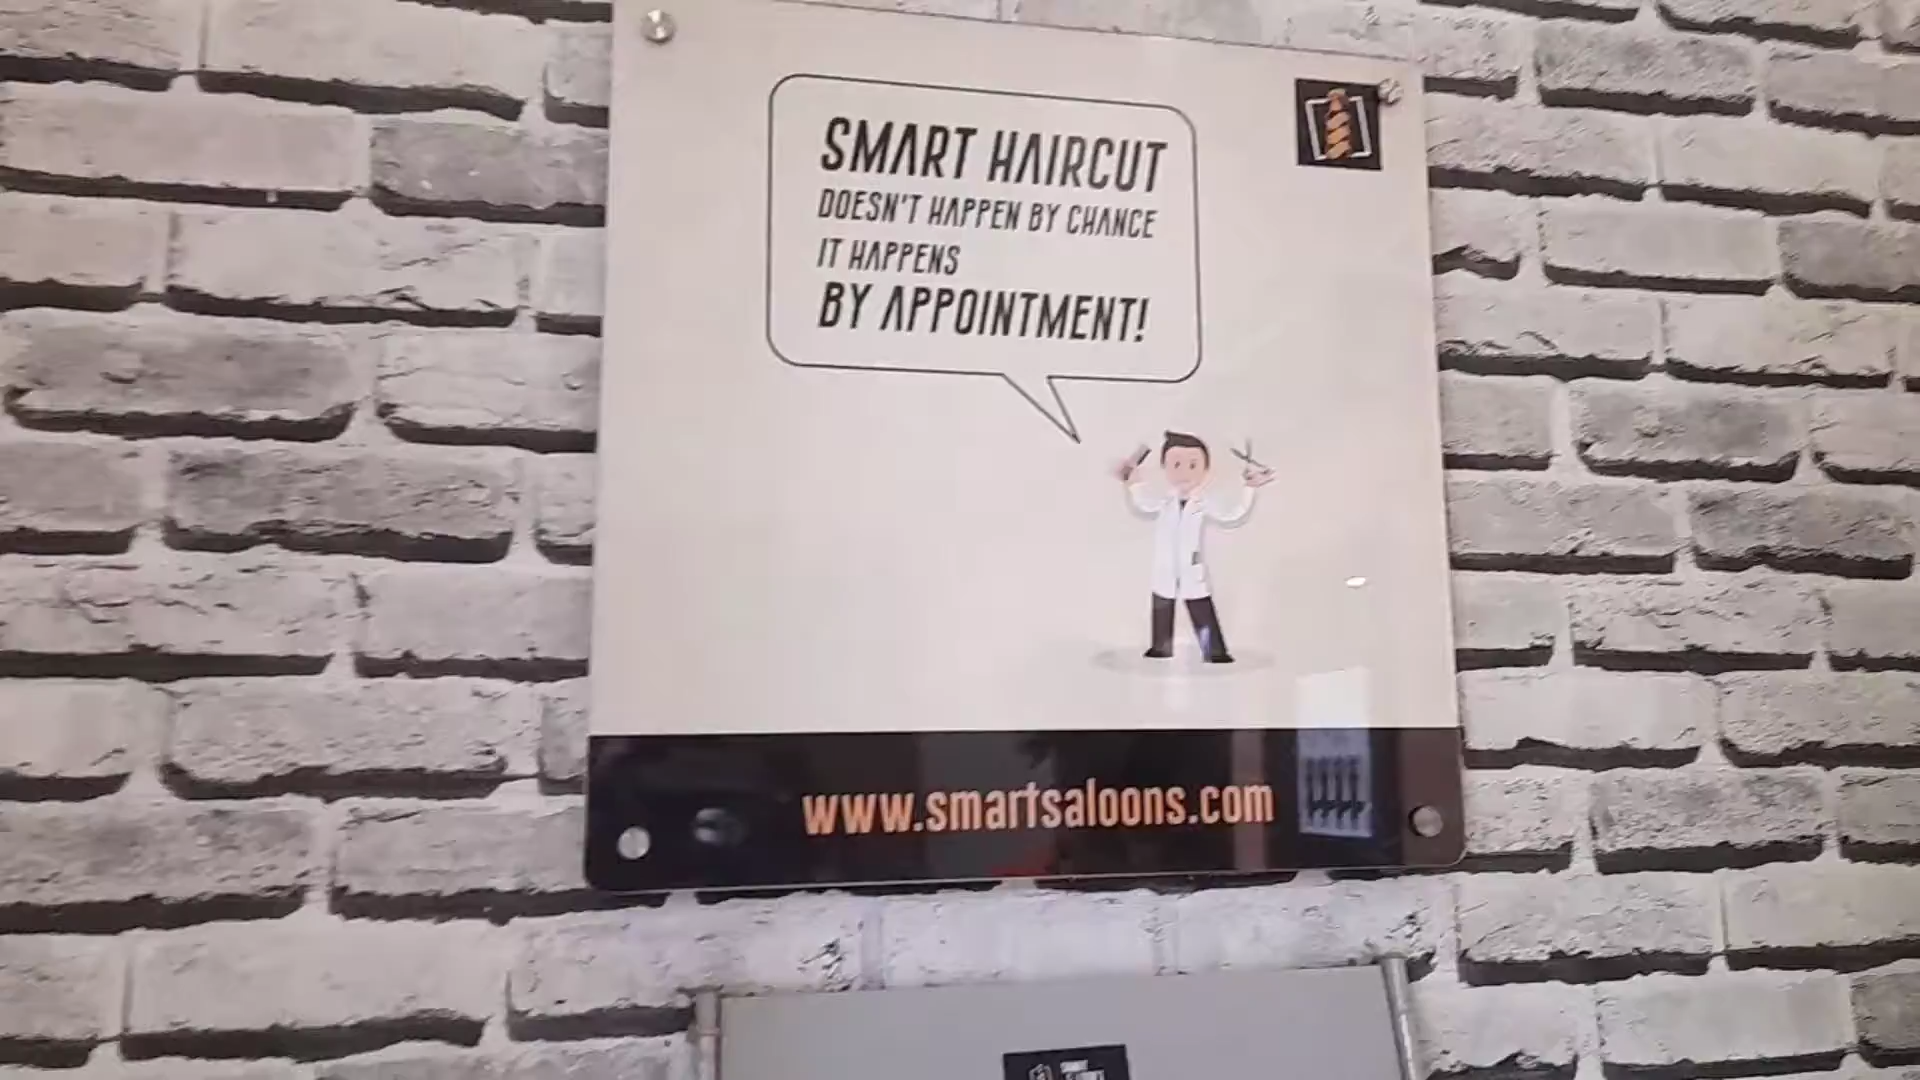 SMART HAIRCUT
DOESN'T HAPPEN BY CHANCE
IT HAPPENS
BY APPOINTMENT!
www.smartsaloons.com